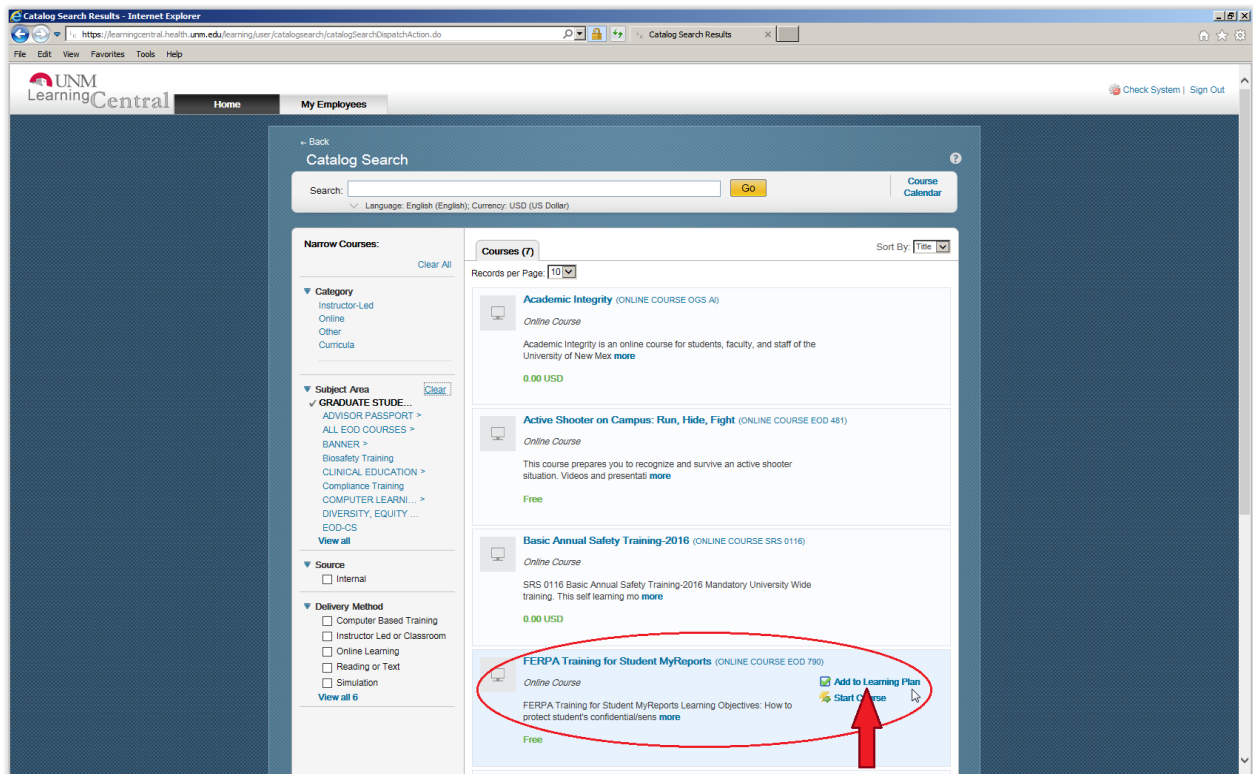 Catalog Search Results - Internet Explorer
https://learningcentral.health.unm.edu/learning/user/catalogsearch/catalogSearchDispatchAction.do
Catalog Search Results
File Edit View Favorites Tools Help
UNM
LearningCentral
Home
My Employees
Check System | Sign Out
← Back
Catalog Search
?
Search:
Go
Course
Calendar
Language: English (English); Currency: USD (US Dollar)
Narrow Courses:
Clear All
Category
Instructor-Led
Online
Other
Curricula
Subject Area
Clear
GRADUATE STUDE...
ADVISOR PASSPORT >
ALL EOD COURSES >
BANNER >
Biosafety Training
CLINICAL EDUCATION >
Compliance Training
COMPUTER LEARNI... >
DIVERSITY, EQUITY ...
EOD-CS
View all
Source
Internal
Delivery Method
Computer Based Training
Instructor Led or Classroom
Online Learning
Reading or Text
Simulation
View all 6
Courses (7)
Sort By: Title
Records per Page: 10
Academic Integrity (ONLINE COURSE OGS AI)
Online Course
Academic Integrity is an online course for students, faculty, and staff of the
University of New Mex more
0.00 USD
Active Shooter on Campus: Run, Hide, Fight (ONLINE COURSE EOD 481)
Online Course
This course prepares you to recognize and survive an active shooter
situation. Videos and presentati more
Free
Basic Annual Safety Training-2016 (ONLINE COURSE SRS 0116)
Online Course
SRS 0116 Basic Annual Safety Training-2016 Mandatory University Wide
training. This self learning mo more
0.00 USD
FERPA Training for Student MyReports (ONLINE COURSE EOD 790)
Online Course
Add to Learning Plan
Start Course
FERPA Training for Student MyReports Learning Objectives: How to
protect student's confidential/sens more
Free